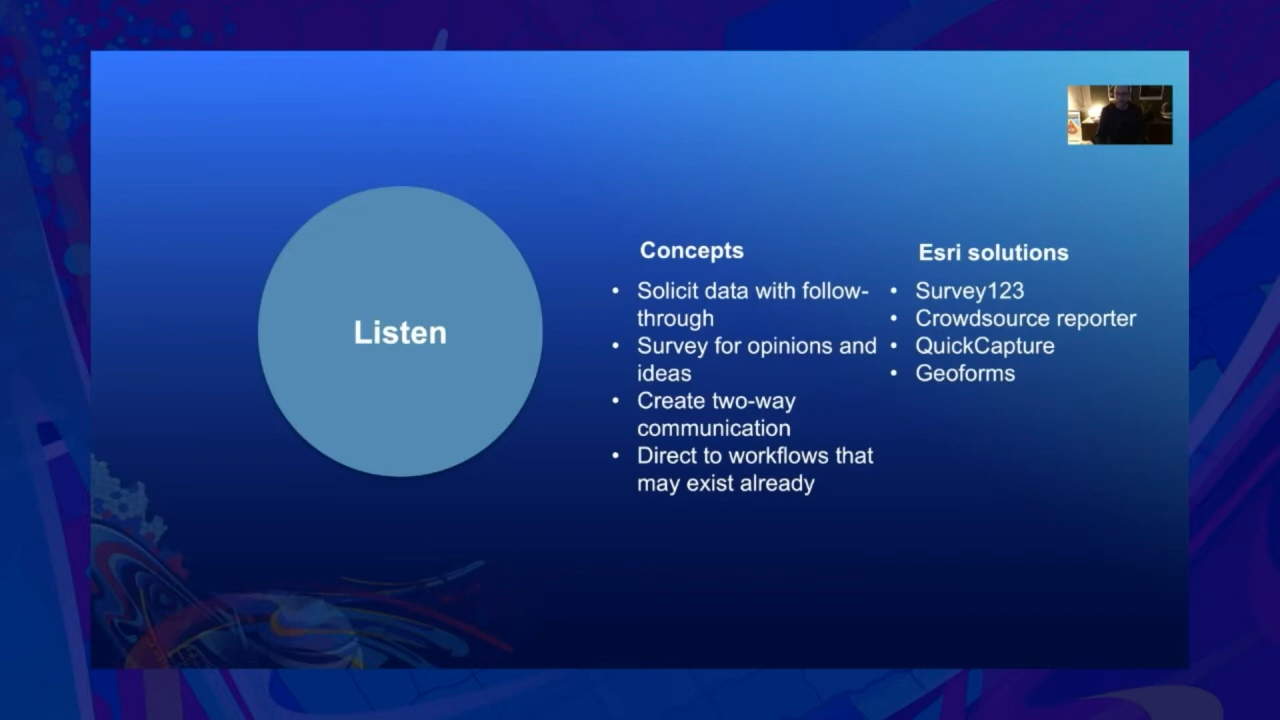 Listen
Concepts
• Solicit data with follow-
through
• Survey for opinions and
ideas
• Create two-way
communication
• Direct to workflows that
may exist already
Esri solutions
• Survey123
• Crowdsource reporter
• QuickCapture
• Geoforms